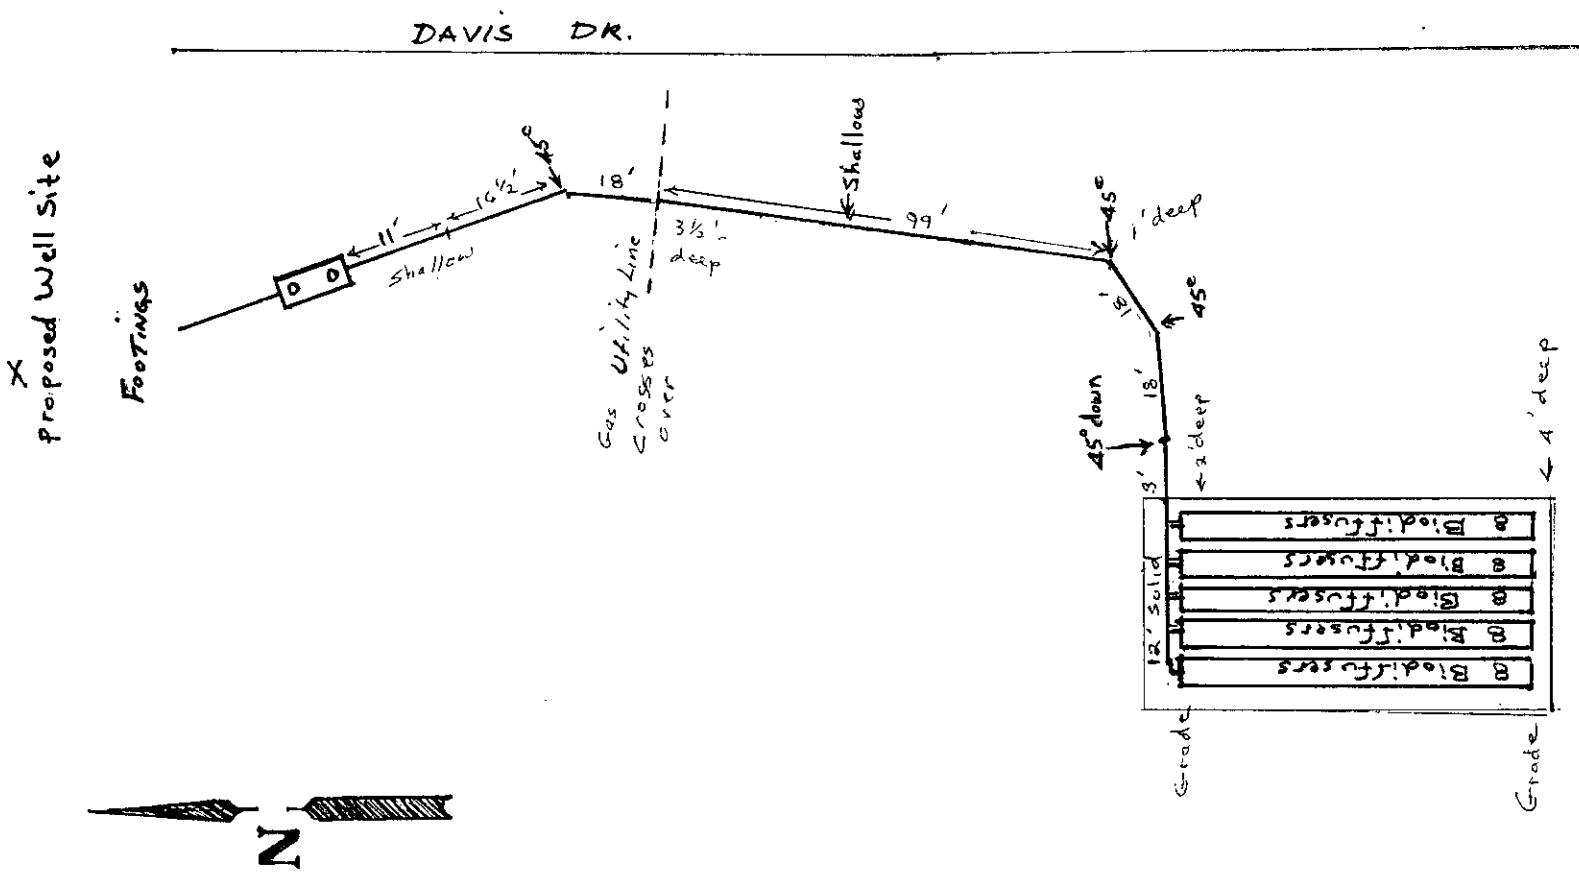 DAVIS DR.
X
proposed Well Site
FOOTINGS
11'
Shallow
45°
18'
3½'
deep
Gas Utility Line
Crosses
over
Shallow
99'
45°
1' deep
18'
45°
18'
45° down
2' deep
3'
4' deep
12' Solid
Biodiffusers 8
Biodiffusers 8
Biodiffusers 8
Biodiffusers 8
Biodiffusers 8
Grade
Grade
N